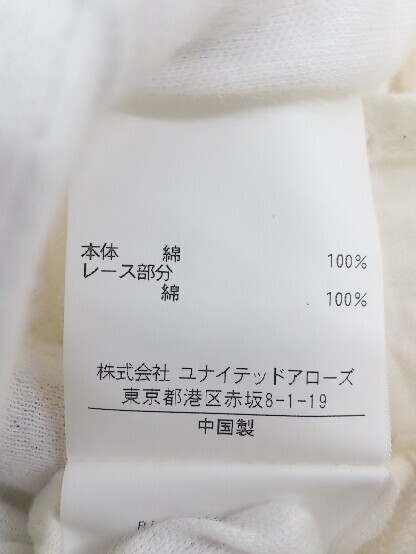 本体 綿 100%
レース部分
綿 100%
株式会社 ユナイテッドアローズ
東京都港区赤坂8-1-19
中国製